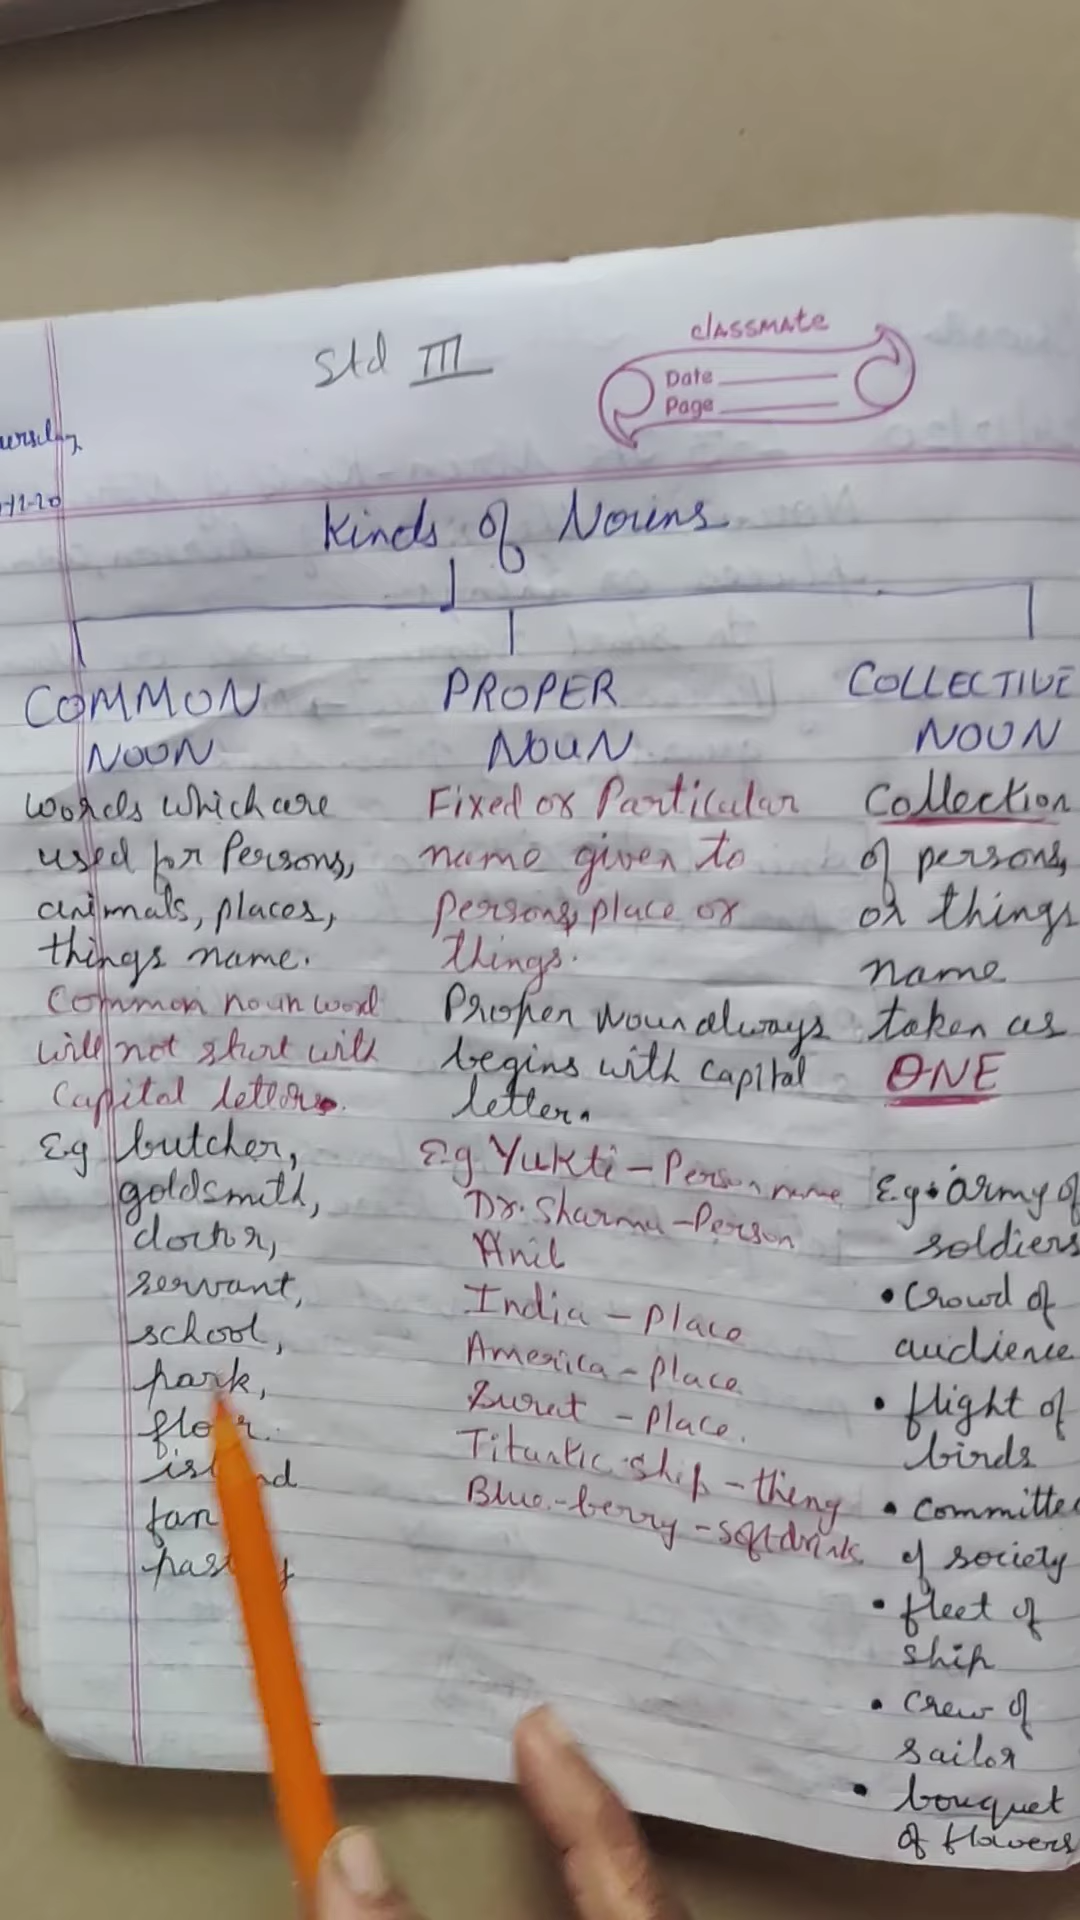 Std III
classmate
Date
Page
Kinds of Nouns
COMMON
NOUN
words which are
used for Persons,
animals, places,
things name.
Common noun word
will not start with
Capital letters.
E.g butcher,
goldsmith,
doctor,
servant,
school,
park,
fan
PROPER
NOUN
Fixed or Particular
name given to
persons, place or
things.
Proper noun always
begins with capital
letter.
E.g Yukti - Person name
Dr. Sharma - Person
Anil
India - place
America - place
Surat - place.
Titantic ship - thing
Blue-berry - soft drink
COLLECTIVE
NOUN
Collection
of persons,
or things
name
taken as
ONE
E.g • army of
soldiers
• Crowd of
audience
• flight of
birds
• committee
of society
• fleet of
ship
• crew of
sailor
• bouquet
of flowers